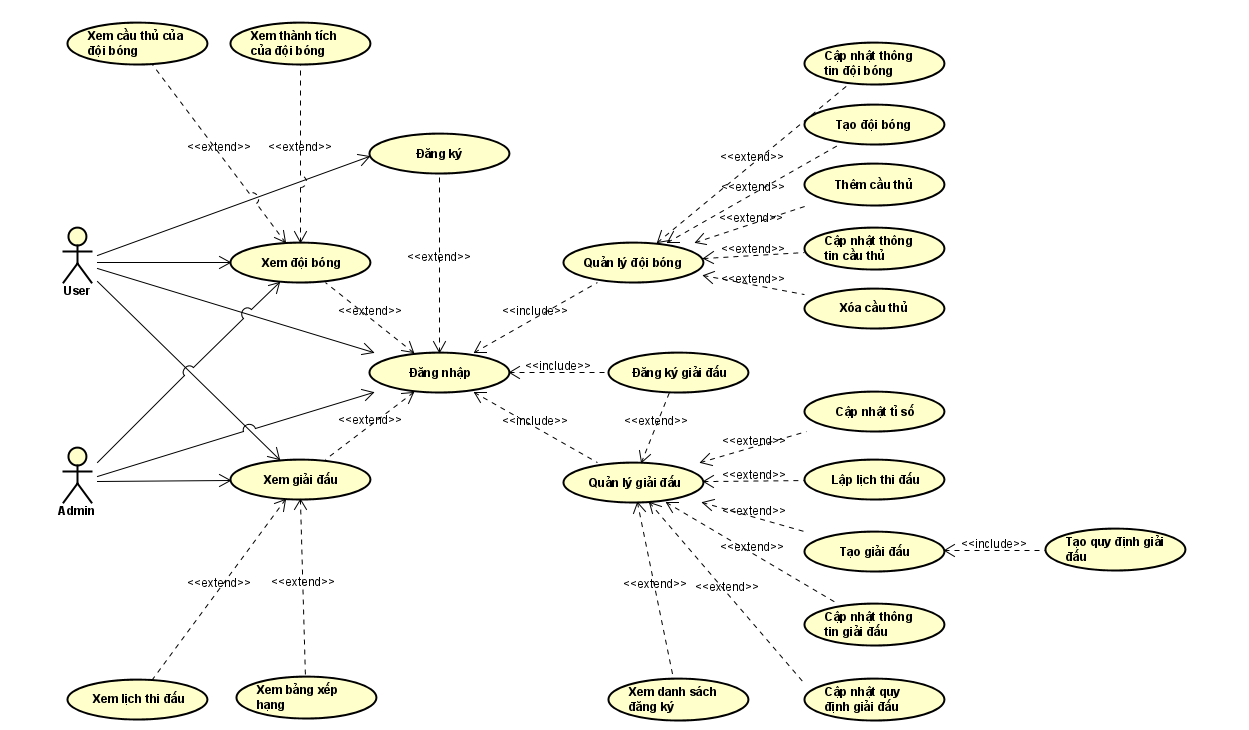 Xem cầu thủ của
đội bóng
Xem thành tích
của đội bóng
Cập nhật thông
tin đội bóng
Tạo đội bóng
<<extend>>
<<extend>>
Đăng ký
<<extend>>
<<extend>>
Thêm cầu thủ
<<extend>>
Cập nhật thông
tin cầu thủ
<<extend>>
<<extend>>
User
Xem đội bóng
Quản lý đội bóng
<<extend>>
Xóa cầu thủ
<<extend>>
<<include>>
Đăng nhập
<<include>>
Đăng ký giải đấu
<<extend>>
<<include>>
<<extend>>
Cập nhật tỉ số
<<extend>>
Admin
Xem giải đấu
Quản lý giải đấu
<<extend>>
Lập lịch thi đấu
<<extend>>
Tạo giải đấu
<<include>>
Tạo quy định giải
đấu
<<extend>>
<<extend>>
<<extend>>
<<extend>>
<<extend>>
Cập nhật thông
tin giải đấu
Xem lịch thi đấu
Xem bảng xếp
hạng
Xem danh sách
đăng ký
Cập nhật quy
định giải đấu